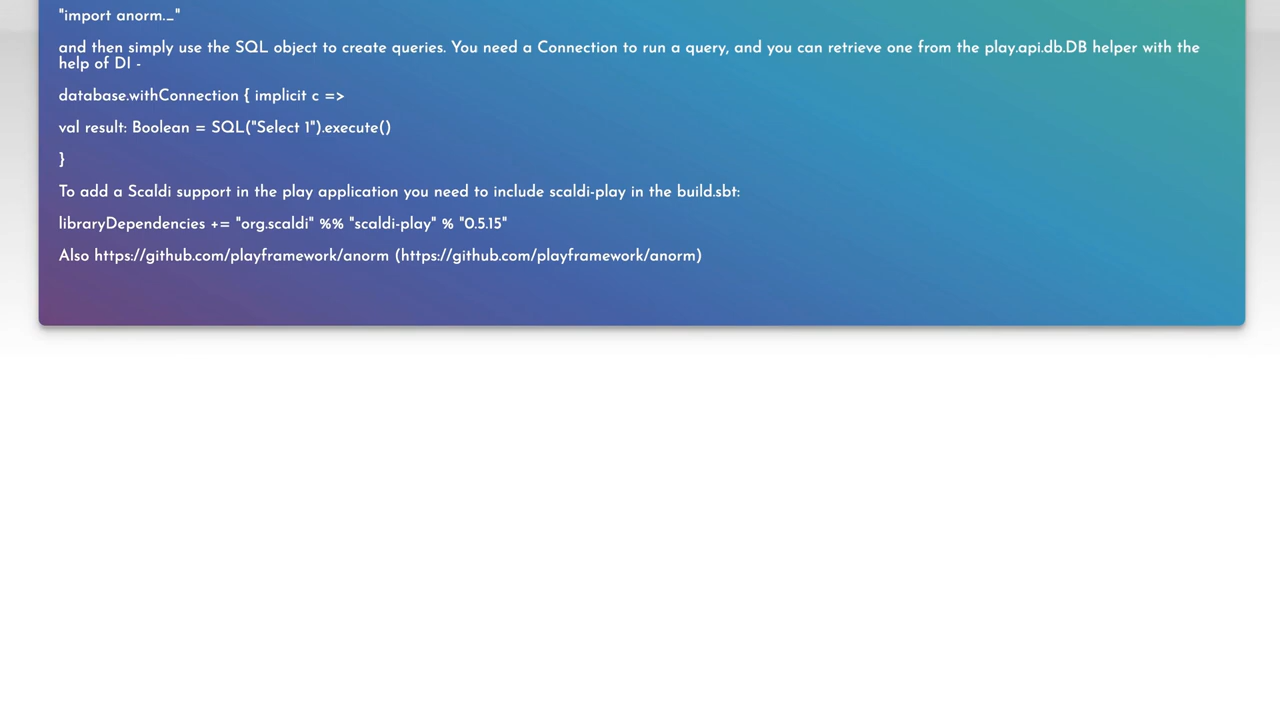 "import anorm._"
and then simply use the SQL object to create queries. You need a Connection to run a query, and you can retrieve one from the play.api.db.DB helper with the
help of DI -
database.withConnection { implicit c =>
val result: Boolean = SQL("Select 1").execute()
}
To add a Scaldi support in the play application you need to include scaldi-play in the build.sbt:
libraryDependencies += "org.scaldi" %% "scaldi-play" % "0.5.15"
Also https://github.com/playframework/anorm (https://github.com/playframework/anorm)